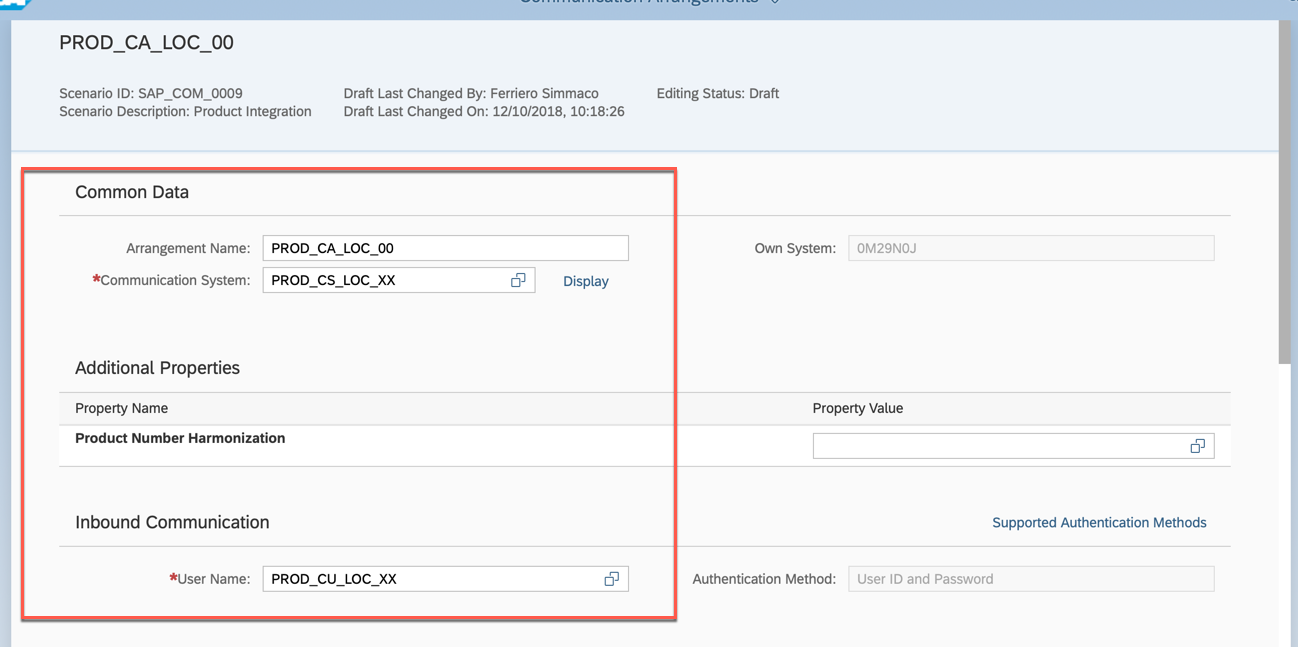 Communication Arrangements
PROD_CA_LOC_00
Scenario ID: SAP_COM_0009
Scenario Description: Product Integration
Draft Last Changed By: Ferriero Simmaco
Draft Last Changed On: 12/10/2018, 10:18:26
Editing Status: Draft
Common Data
Arrangement Name: PROD_CA_LOC_00
*Communication System: PROD_CS_LOC_XX Display
Own System: 0M29N0J
Additional Properties
Property Name Property Value
Product Number Harmonization
Inbound Communication Supported Authentication Methods
*User Name: PROD_CU_LOC_XX Authentication Method: User ID and Password